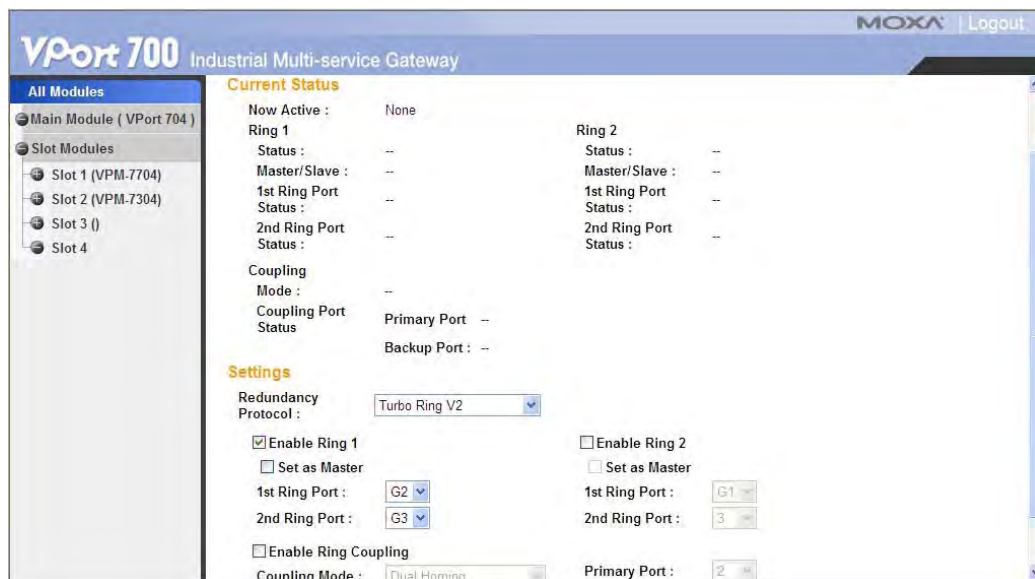 MOXA | Logout
VPort 700 Industrial Multi-service Gateway
All Modules
Main Module ( VPort 704 )
Slot Modules
Slot 1 (VPM-7704)
Slot 2 (VPM-7304)
Slot 3 ()
Slot 4
Current Status
Now Active : None
Ring 1 Ring 2
Status : -- Status : --
Master/Slave : -- Master/Slave : --
1st Ring Port Status : -- 1st Ring Port Status : --
2nd Ring Port Status : -- 2nd Ring Port Status : --
Coupling
Mode : --
Coupling Port Status Primary Port --
Backup Port : --
Settings
Redundancy Protocol : Turbo Ring V2
Enable Ring 1 Enable Ring 2
Set as Master Set as Master
1st Ring Port : G2 1st Ring Port : G1
2nd Ring Port : G3 2nd Ring Port : 3
Enable Ring Coupling
Coupling Mode : Dual Homing Primary Port : 2